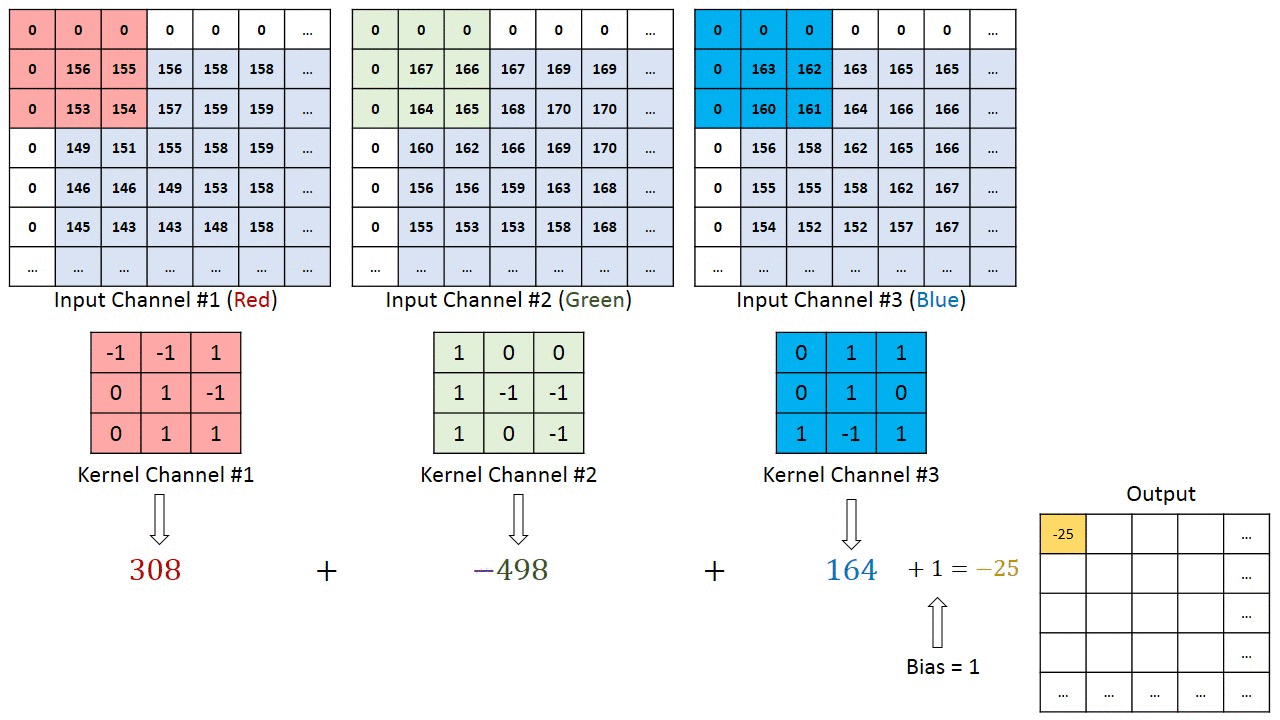 0 0 0 0 0 0 ...
0 156 155 156 158 158 ...
0 153 154 157 159 159 ...
0 149 151 155 158 159 ...
0 146 146 149 153 158 ...
0 145 143 143 148 158 ...
... ... ... ... ... ... ...
Input Channel #1 (Red)
0 0 0 0 0 0 ...
0 167 166 167 169 169 ...
0 164 165 168 170 170 ...
0 160 162 166 169 170 ...
0 156 156 159 163 168 ...
0 155 153 153 158 168 ...
... ... ... ... ... ... ...
Input Channel #2 (Green)
0 0 0 0 0 0 ...
0 163 162 163 165 165 ...
0 160 161 164 166 166 ...
0 156 158 162 165 166 ...
0 155 155 158 162 167 ...
0 154 152 152 157 167 ...
... ... ... ... ... ... ...
Input Channel #3 (Blue)
-1 -1 1
0 1 -1
0 1 1
Kernel Channel #1
1 0 0
1 -1 -1
1 0 -1
Kernel Channel #2
0 1 1
0 1 0
1 -1 1
Kernel Channel #3
308 + −498 + 164 + 1 = −25
Bias = 1
Output
-25 ...
...
...
...
... ... ... ... ...